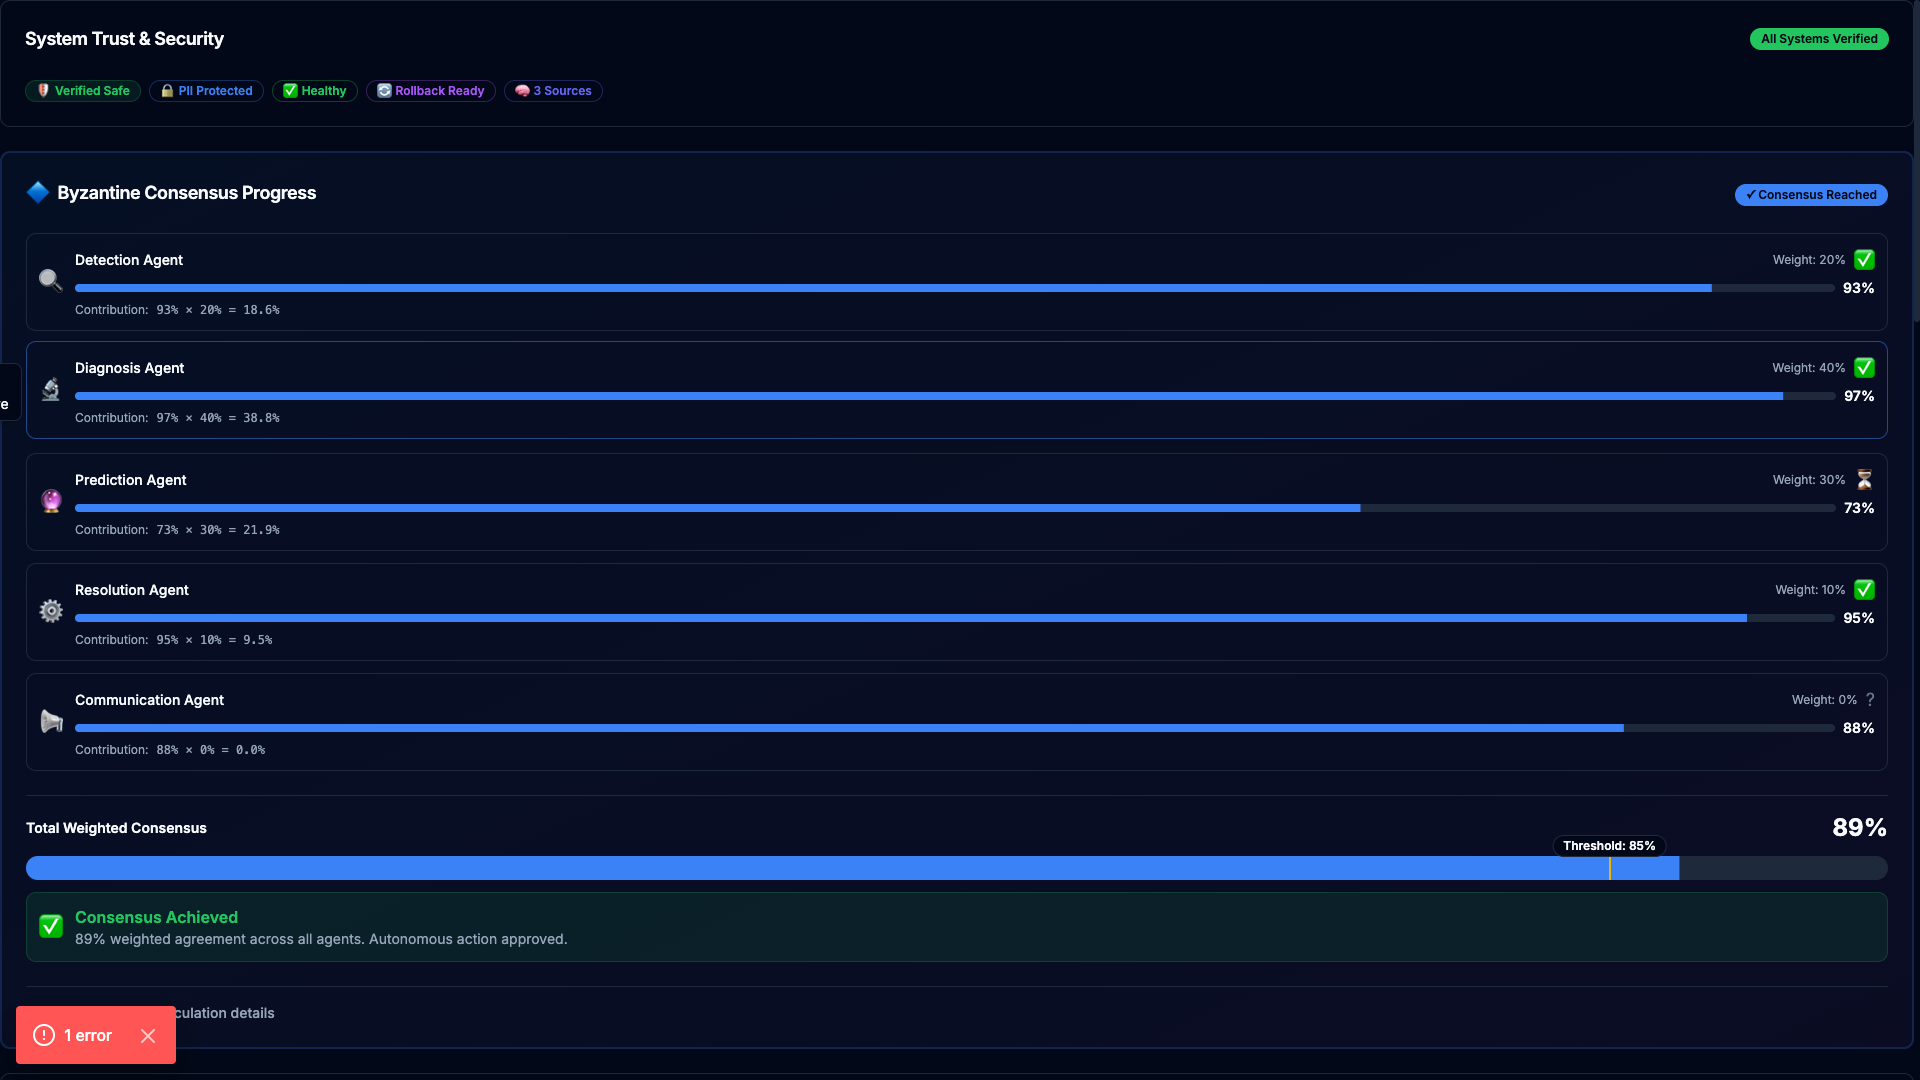 System Trust & Security
All Systems Verified
Verified Safe
PII Protected
Healthy
Rollback Ready
3 Sources
Byzantine Consensus Progress
✓ Consensus Reached
Detection Agent
Weight: 20%
93%
Contribution: 93% × 20% = 18.6%
Diagnosis Agent
Weight: 40%
97%
Contribution: 97% × 40% = 38.8%
Prediction Agent
Weight: 30%
73%
Contribution: 73% × 30% = 21.9%
Resolution Agent
Weight: 10%
95%
Contribution: 95% × 10% = 9.5%
Communication Agent
Weight: 0% ?
88%
Contribution: 88% × 0% = 0.0%
Total Weighted Consensus
89%
Threshold: 85%
Consensus Achieved
89% weighted agreement across all agents. Autonomous action approved.
details
1 error